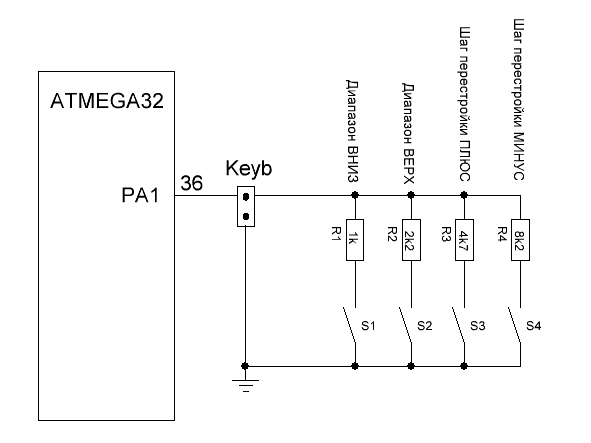 ATMEGA32
PA1
36
Keyb
Диапазон ВНИЗ
Диапазон ВЕРХ
Шаг перестройки ПЛЮС
Шаг перестройки МИНУС
R1
1k
R2
2k2
R3
4k7
R4
8k2
S1
S2
S3
S4